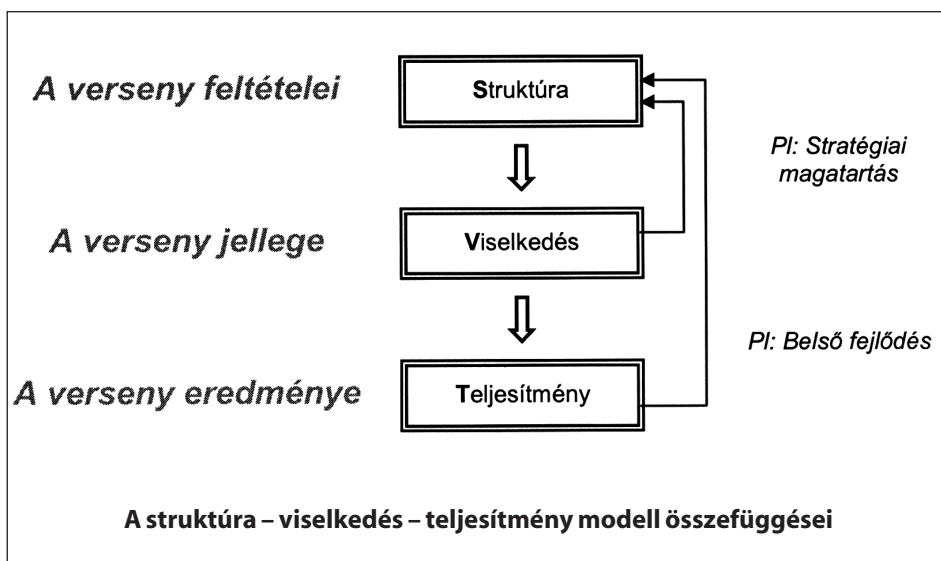 A verseny feltételei
Struktúra
Pl: Stratégiai
magatartás
A verseny jellege
Viselkedés
Pl: Belső fejlődés
A verseny eredménye
Teljesítmény
A struktúra – viselkedés – teljesítmény modell összefüggései